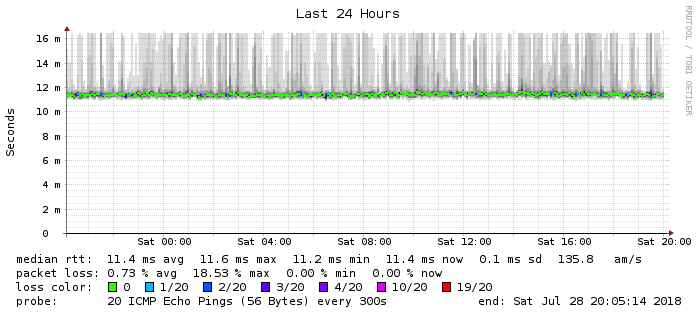 Last 24 Hours
RRDTOOL / TOBI OETIKER
Seconds
16 m
14 m
12 m
10 m
8 m
6 m
4 m
2 m
0
Sat 00:00 Sat 04:00 Sat 08:00 Sat 12:00 Sat 16:00 Sat 20:00
median rtt: 11.4 ms avg 11.6 ms max 11.2 ms min 11.4 ms now 0.1 ms sd 135.8 am/s
packet loss: 0.73 % avg 18.53 % max 0.00 % min 0.00 % now
loss color: 0 1/20 2/20 3/20 4/20 10/20 19/20
probe: 20 ICMP Echo Pings (56 Bytes) every 300s end: Sat Jul 28 20:05:14 2018